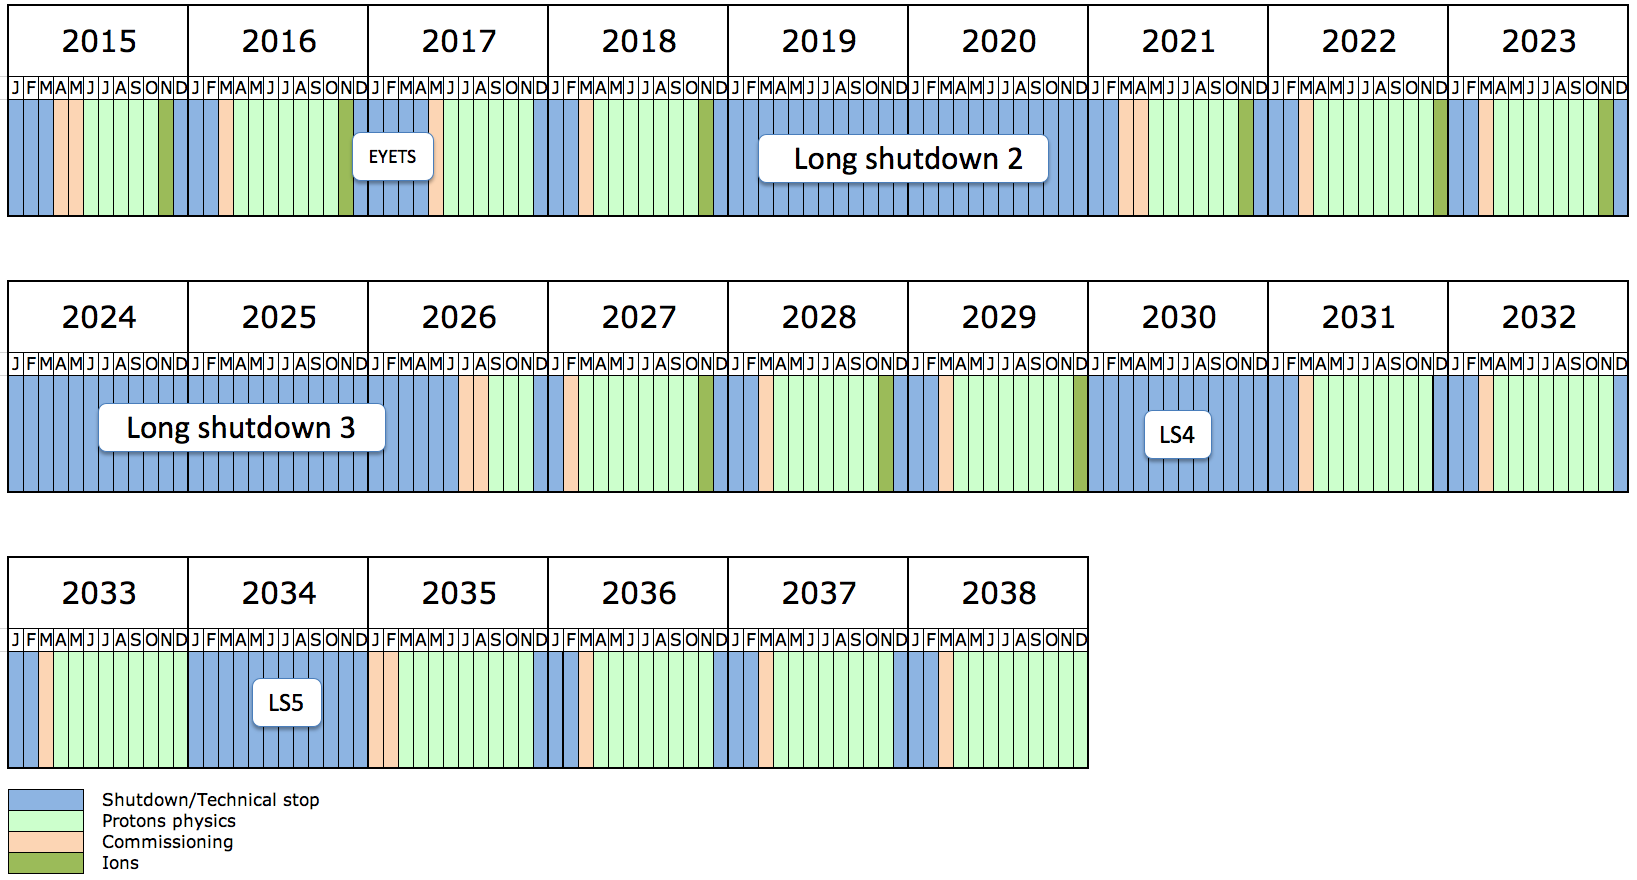 2015 2016 2017 2018 2019 2020 2021 2022 2023
J F M A M J J A S O N D J F M A M J J A S O N D J F M A M J J A S O N D J F M A M J J A S O N D J F M A M J J A S O N D J F M A M J J A S O N D J F M A M J J A S O N D J F M A M J J A S O N D J F M A M J J A S O N D
EYETS Long shutdown 2
2024 2025 2026 2027 2028 2029 2030 2031 2032
J F M A M J J A S O N D J F M A M J J A S O N D J F M A M J J A S O N D J F M A M J J A S O N D J F M A M J J A S O N D J F M A M J J A S O N D J F M A M J J A S O N D J F M A M J J A S O N D J F M A M J J A S O N D
Long shutdown 3 LS4
2033 2034 2035 2036 2037 2038
J F M A M J J A S O N D J F M A M J J A S O N D J F M A M J J A S O N D J F M A M J J A S O N D J F M A M J J A S O N D J F M A M J J A S O N D
LS5
Shutdown/Technical stop
Protons physics
Commissioning
Ions